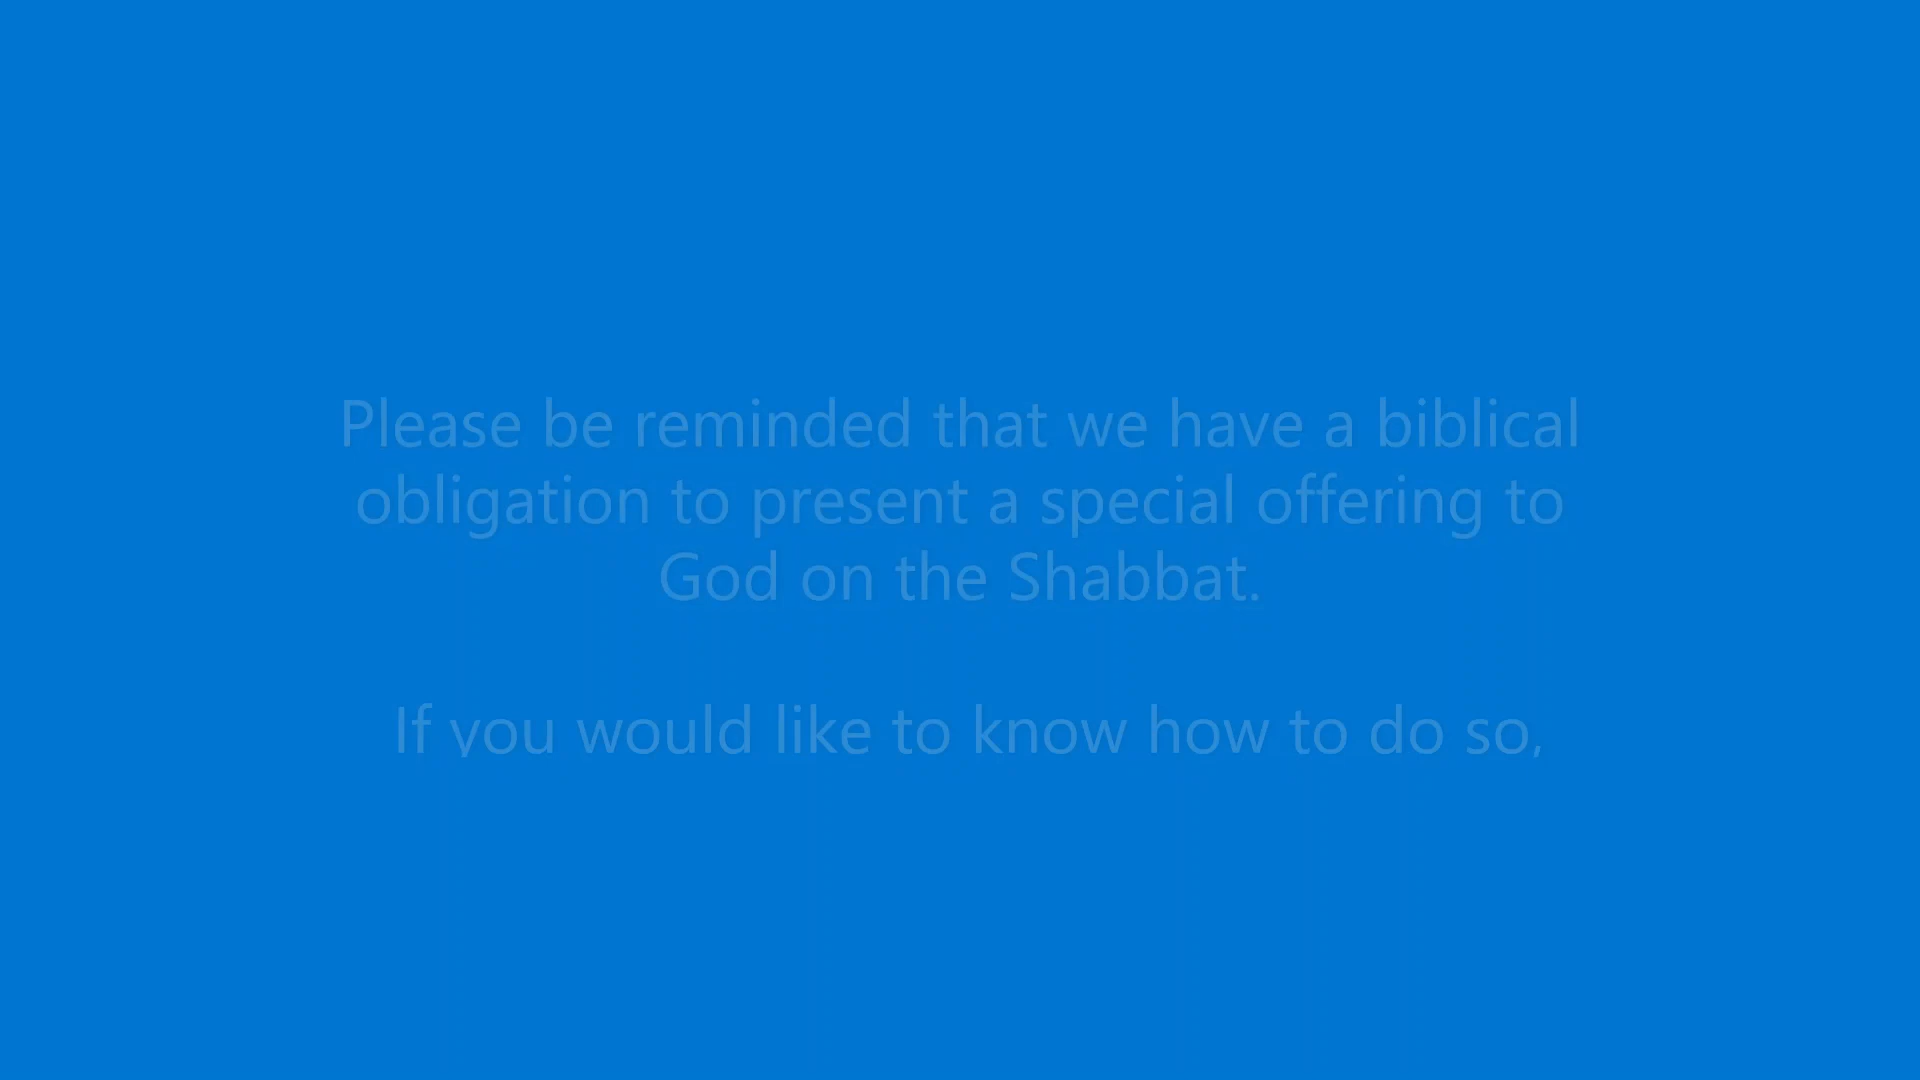 Please be reminded that we have a biblical
obligation to present a special offering to
God on the Shabbat.
If you would like to know how to do so,